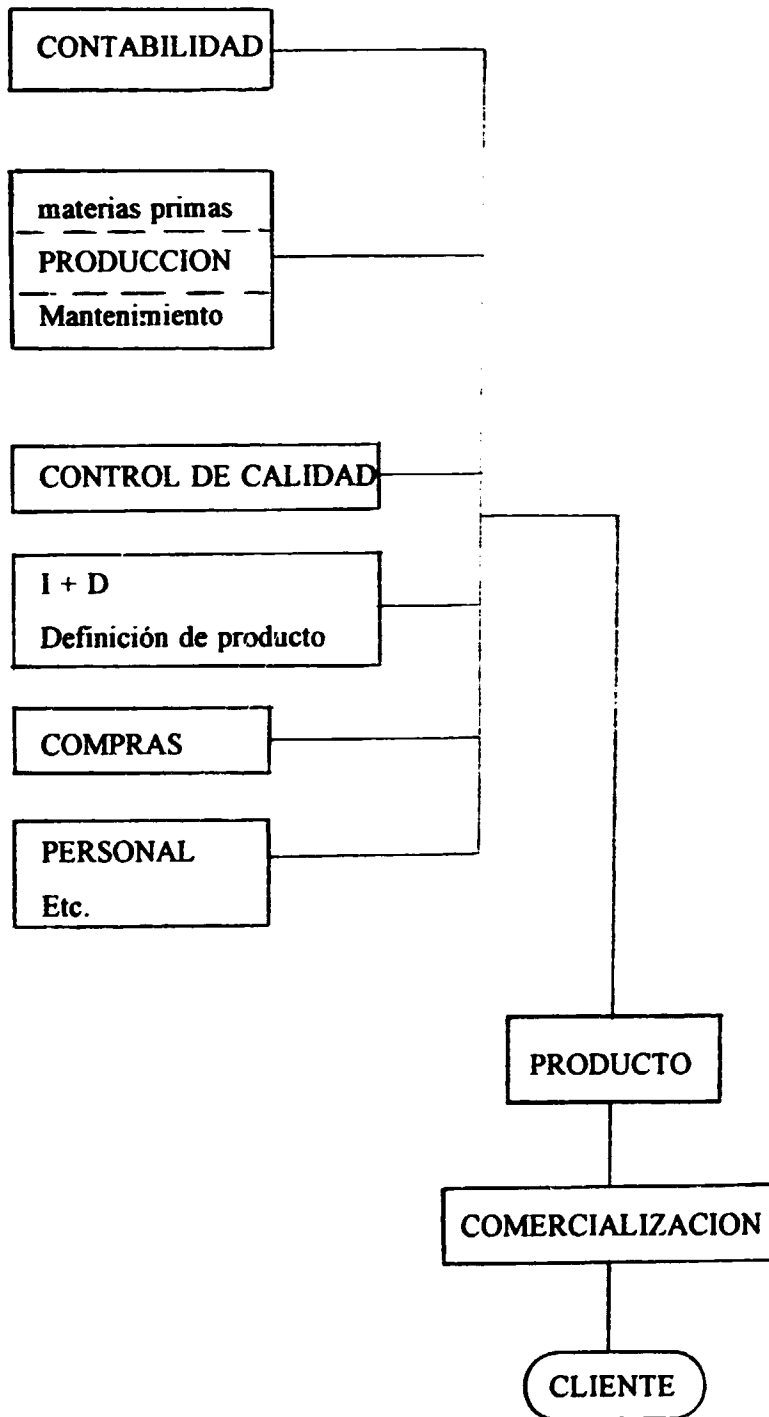 CONTABILIDAD
materias primas
PRODUCCION
Mantenimiento
CONTROL DE CALIDAD
I + D
Definición de producto
COMPRAS
PERSONAL
Etc.
PRODUCTO
COMERCIALIZACION
CLIENTE